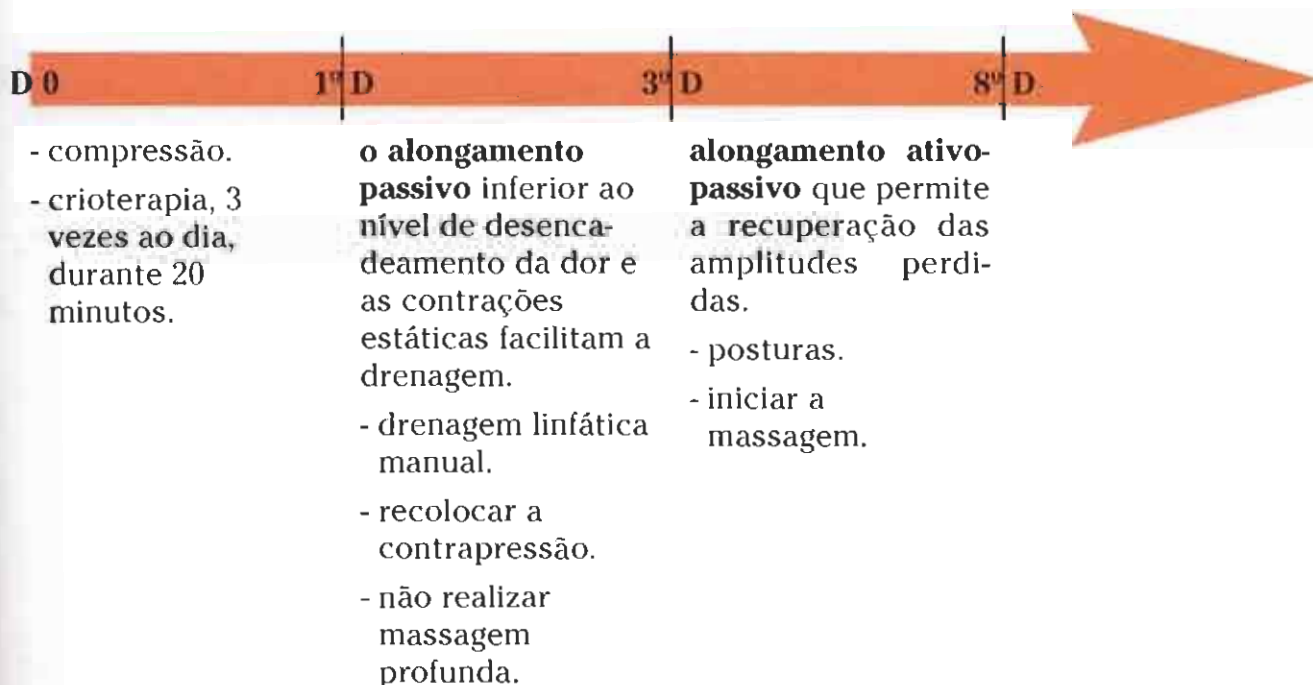 D 0 1º D 3º D 8º D
- compressão.
- crioterapia, 3
vezes ao dia,
durante 20
minutos.
o alongamento
passivo inferior ao
nível de desenca-
deamento da dor e
as contrações
estáticas facilitam a
drenagem.
- drenagem linfática
manual.
- recolocar a
contrapressão.
- não realizar
massagem
profunda.
alongamento ativo-
passivo que permite
a recuperação das
amplitudes perdi-
das.
- posturas.
- iniciar a
massagem.